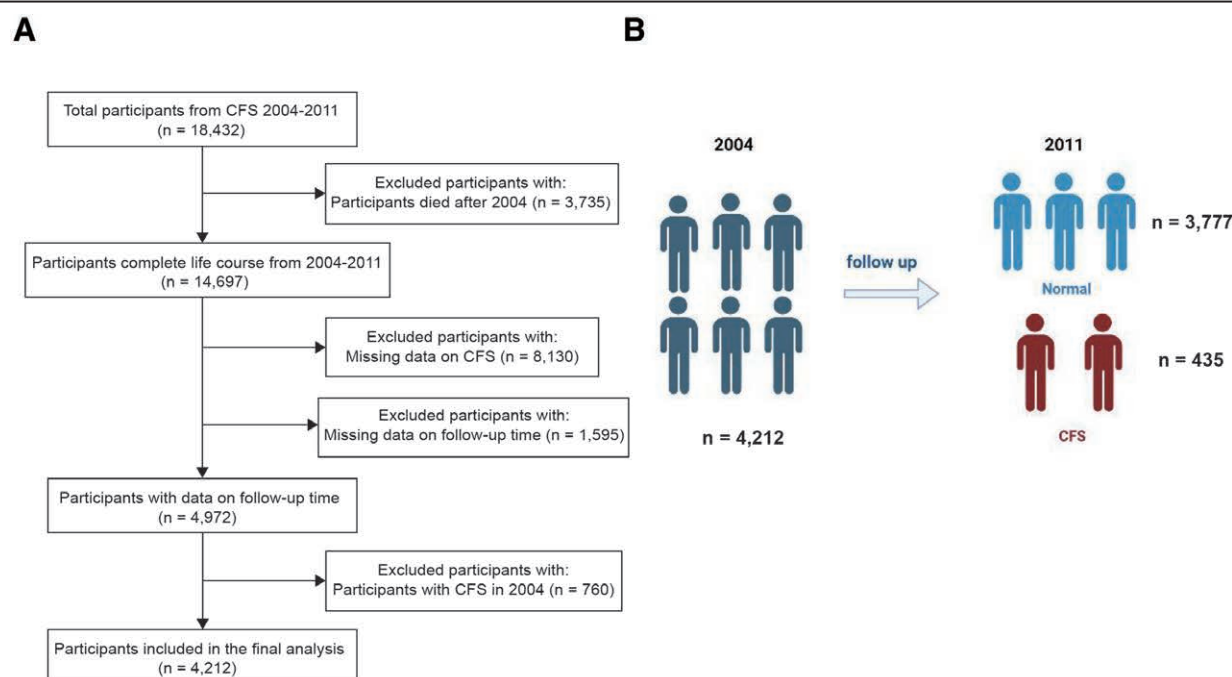 A
Total participants from CFS 2004-2011
(n = 18,432)
Excluded participants with:
Participants died after 2004 (n = 3,735)
Participants complete life course from 2004-2011
(n = 14,697)
Excluded participants with:
Missing data on CFS (n = 8,130)
Excluded participants with:
Missing data on follow-up time (n = 1,595)
Participants with data on follow-up time
(n = 4,972)
Excluded participants with:
Participants with CFS in 2004 (n = 760)
Participants included in the final analysis
(n = 4,212)
B
2004
n = 4,212
follow up
2011
n = 3,777
Normal
n = 435
CFS